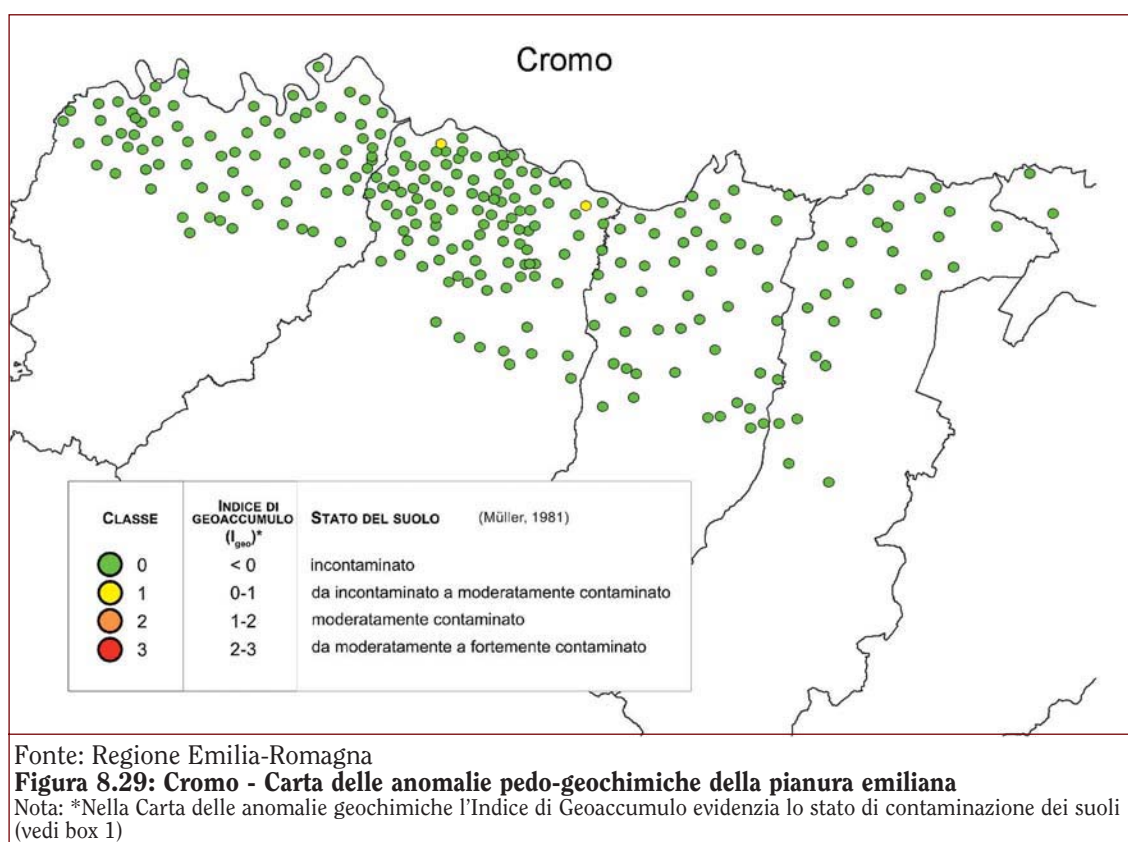 Cromo
CLASSE INDICE DI GEOACCUMULO (Igeo)* STATO DEL SUOLO (Müller, 1981)
0 < 0 incontaminato
1 0-1 da incontaminato a moderatamente contaminato
2 1-2 moderatamente contaminato
3 2-3 da moderatamente a fortemente contaminato
Fonte: Regione Emilia-Romagna
Figura 8.29: Cromo - Carta delle anomalie pedo-geochimiche della pianura emiliana
Nota: *Nella Carta delle anomalie geochimiche l'Indice di Geoaccumulo evidenzia lo stato di contaminazione dei suoli
(vedi box 1)